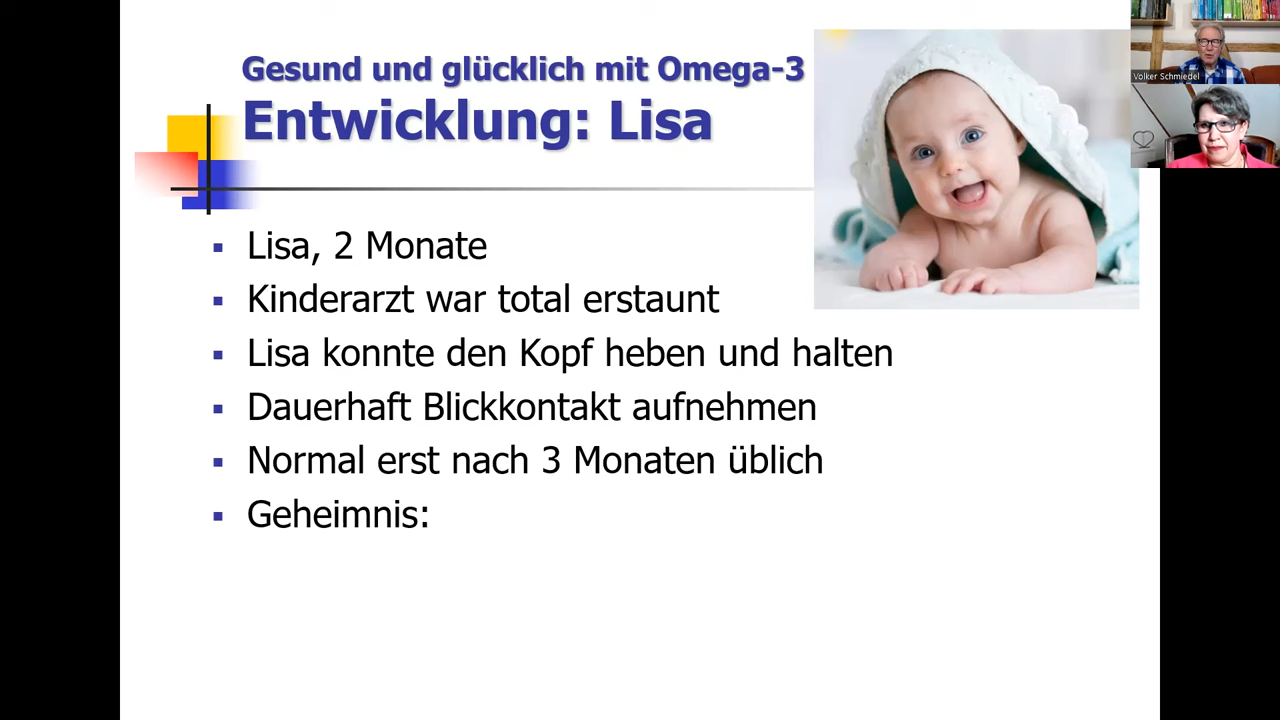 Gesund und glücklich mit Omega-3
Entwicklung: Lisa
Volker Schmiedel
Lisa, 2 Monate
Kinderarzt war total erstaunt
Lisa konnte den Kopf heben und halten
Dauerhaft Blickkontakt aufnehmen
Normal erst nach 3 Monaten üblich
Geheimnis: